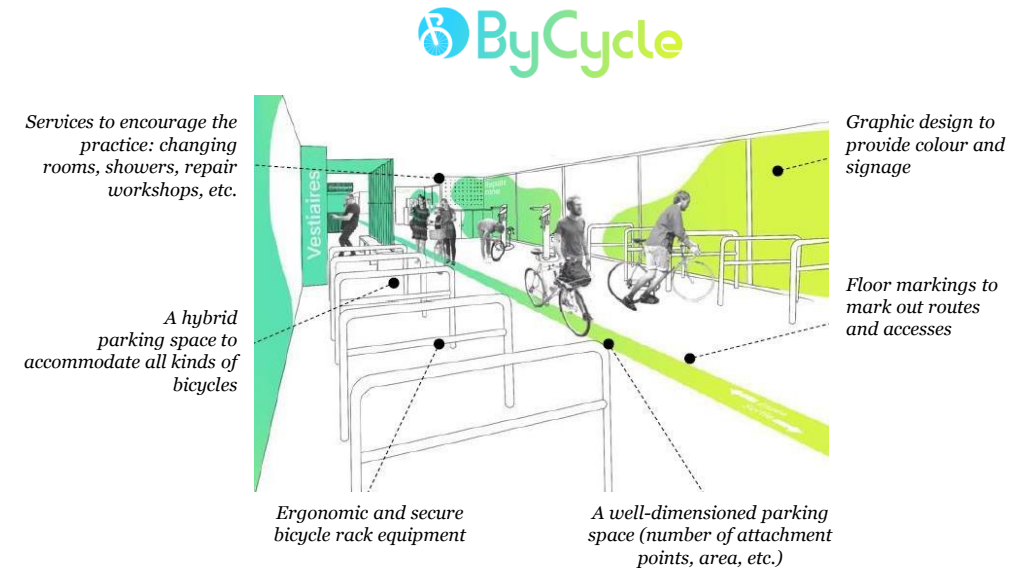 ByCycle
Services to encourage the
practice: changing
rooms, showers, repair
workshops, etc.
Graphic design to
provide colour and
signage
Vestiaires
A hybrid
parking space to
accommodate all kinds of
bicycles
Floor markings to
mark out routes
and accesses
Ergonomic and secure
bicycle rack equipment
A well-dimensioned parking
space (number of attachment
points, area, etc.)